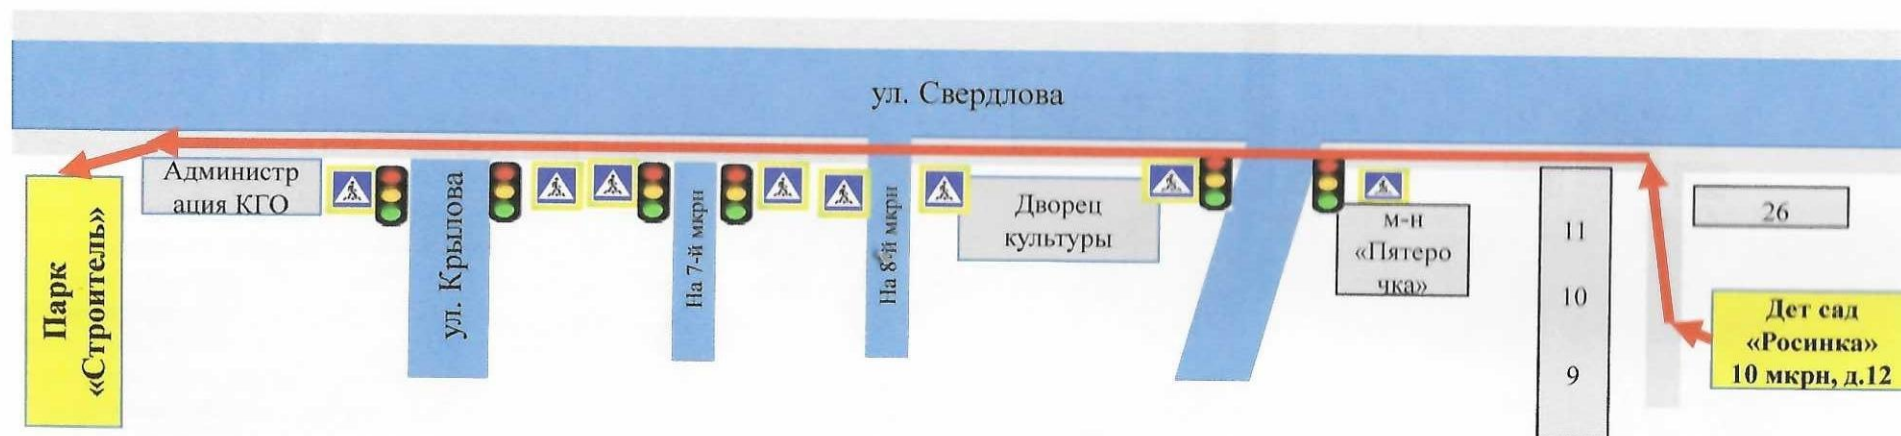 ул. Свердлова
Парк
«Строитель»
Администр
ация КГО
ул. Крылова
На 7-й мкрн
На 8-й мкрн
Дворец
культуры
м-н
«Пятеро
чка»
11
10
9
26
Дет сад
«Росинка»
10 мкрн, д.12